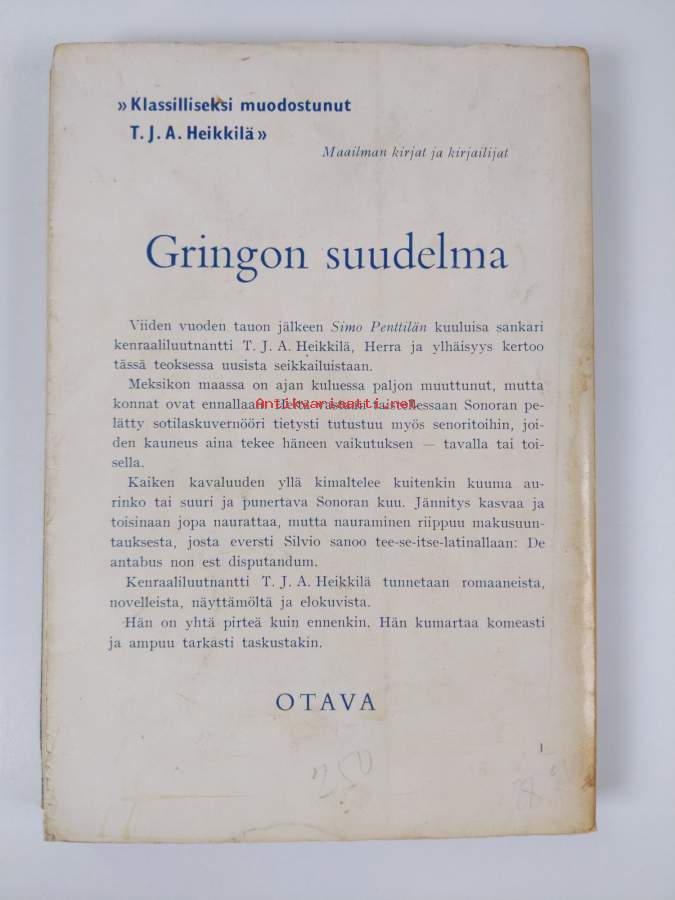 »Klassilliseksi muodostunut
T. J. A. Heikkilä»
Maailman kirjat ja kirjailijat
Gringon suudelma
Viiden vuoden tauon jälkeen Simo Penttilän kuuluisa sankari
kenraaliluutnantti T. J. A. Heikkilä, Herra ja ylhäisyys kertoo
tässä teoksessa uusista seikkailuistaan.
Meksikon maassa on ajan kuluessa paljon muuttunut, mutta
konnat ovat ennallaan. taistellessaan Sonoran pe-
Antikvariaatti.net
lätty sotilaskuvernööri tietysti tutustuu myös senoritoihin, joi-
den kauneus aina tekee häneen vaikutuksen — tavalla tai toi-
sella.
Kaiken kavaluuden yllä kimaltelee kuitenkin kuuma au-
rinko tai suuri ja punertava Sonoran kuu. Jännitys kasvaa ja
toisinaan jopa naurattaa, mutta nauraminen riippuu makusuun-
tauksesta, josta eversti Silvio sanoo tee-se-itse-latinallaan: De
antabus non est disputandum.
Kenraaliluutnantti T. J. A. Heikkilä tunnetaan romaaneista,
novelleista, näyttämöltä ja elokuvista.
Hän on yhtä pirteä kuin ennenkin. Hän kumartaa komeasti
ja ampuu tarkasti taskustakin.
OTAVA
1